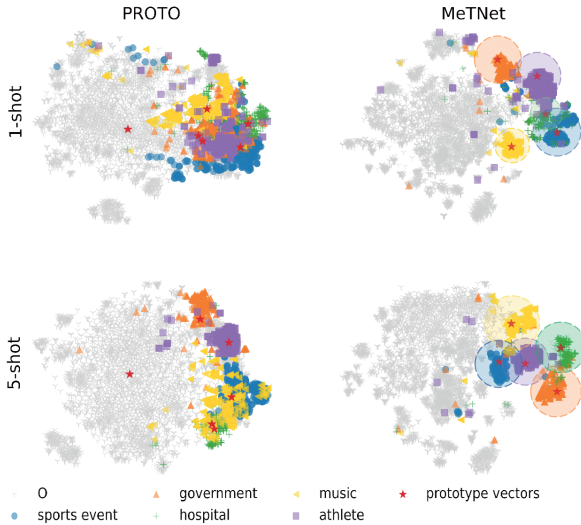 PROTO
MeTNet
1-shot
5-shot
O
government
music
prototype vectors
sports event
hospital
athlete